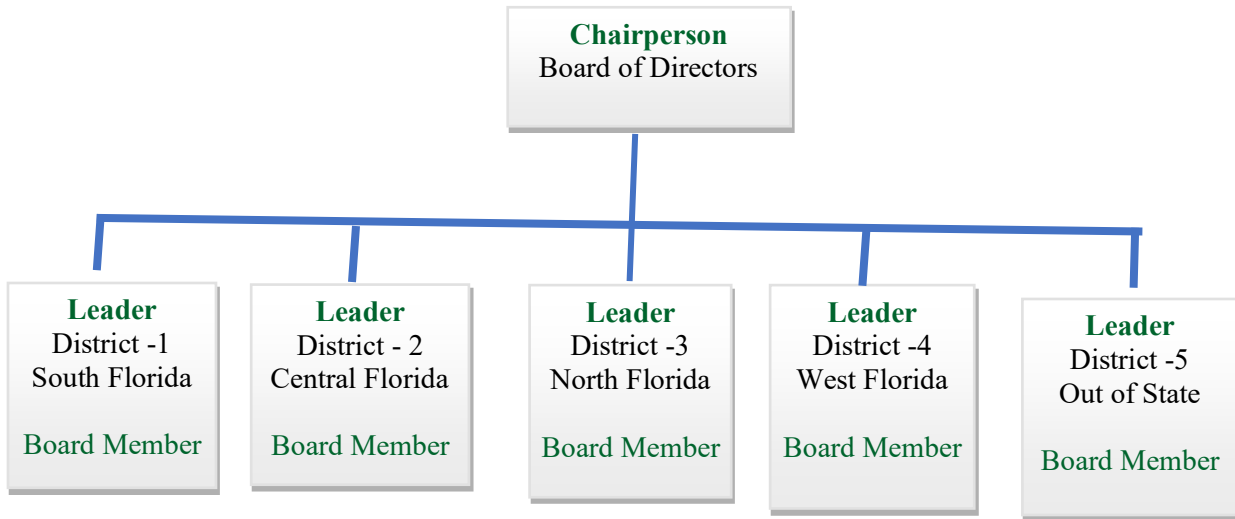 Chairperson
Board of Directors
Leader
District -1
South Florida
Board Member
Leader
District - 2
Central Florida
Board Member
Leader
District -3
North Florida
Board Member
Leader
District -4
West Florida
Board Member
Leader
District -5
Out of State
Board Member